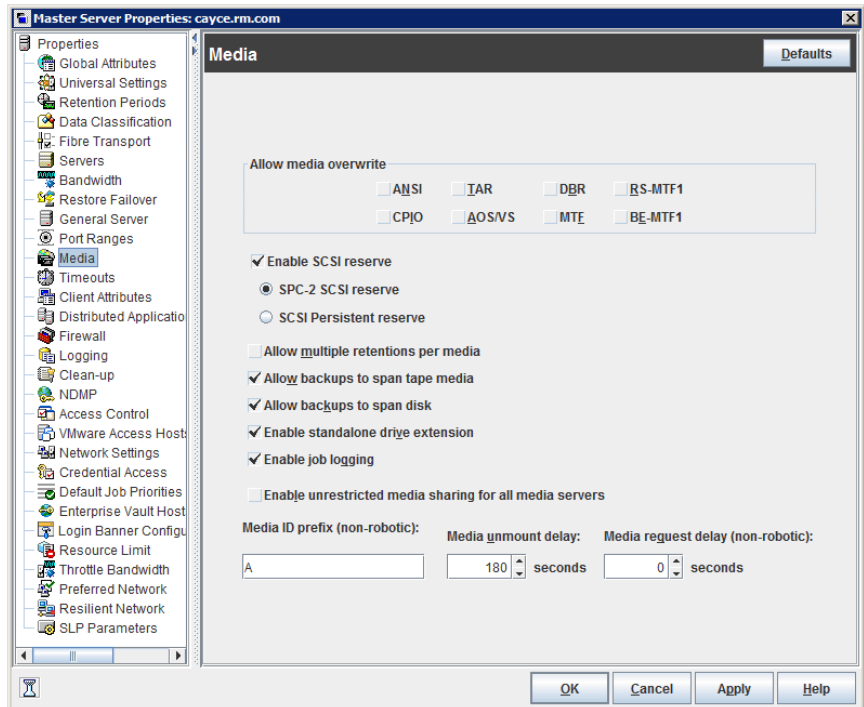 Master Server Properties: cayce.rm.com
Properties
Global Attributes
Universal Settings
Retention Periods
Data Classification
Fibre Transport
Servers
Bandwidth
Restore Failover
General Server
Port Ranges
Media
Timeouts
Client Attributes
Distributed Applicatio
Firewall
Logging
Clean-up
NDMP
Access Control
VMware Access Hosts
Network Settings
Credential Access
Default Job Priorities
Enterprise Vault Host
Login Banner Configu
Resource Limit
Throttle Bandwidth
Preferred Network
Resilient Network
SLP Parameters
Media
Defaults
Allow media overwrite
ANSI TAR DBR RS-MTF1
CPIO AOS/VS MTF BE-MTF1
Enable SCSI reserve
SPC-2 SCSI reserve
SCSI Persistent reserve
Allow multiple retentions per media
Allow backups to span tape media
Allow backups to span disk
Enable standalone drive extension
Enable job logging
Enable unrestricted media sharing for all media servers
Media ID prefix (non-robotic): Media unmount delay: Media request delay (non-robotic):
A 180 seconds 0 seconds
OK Cancel Apply Help